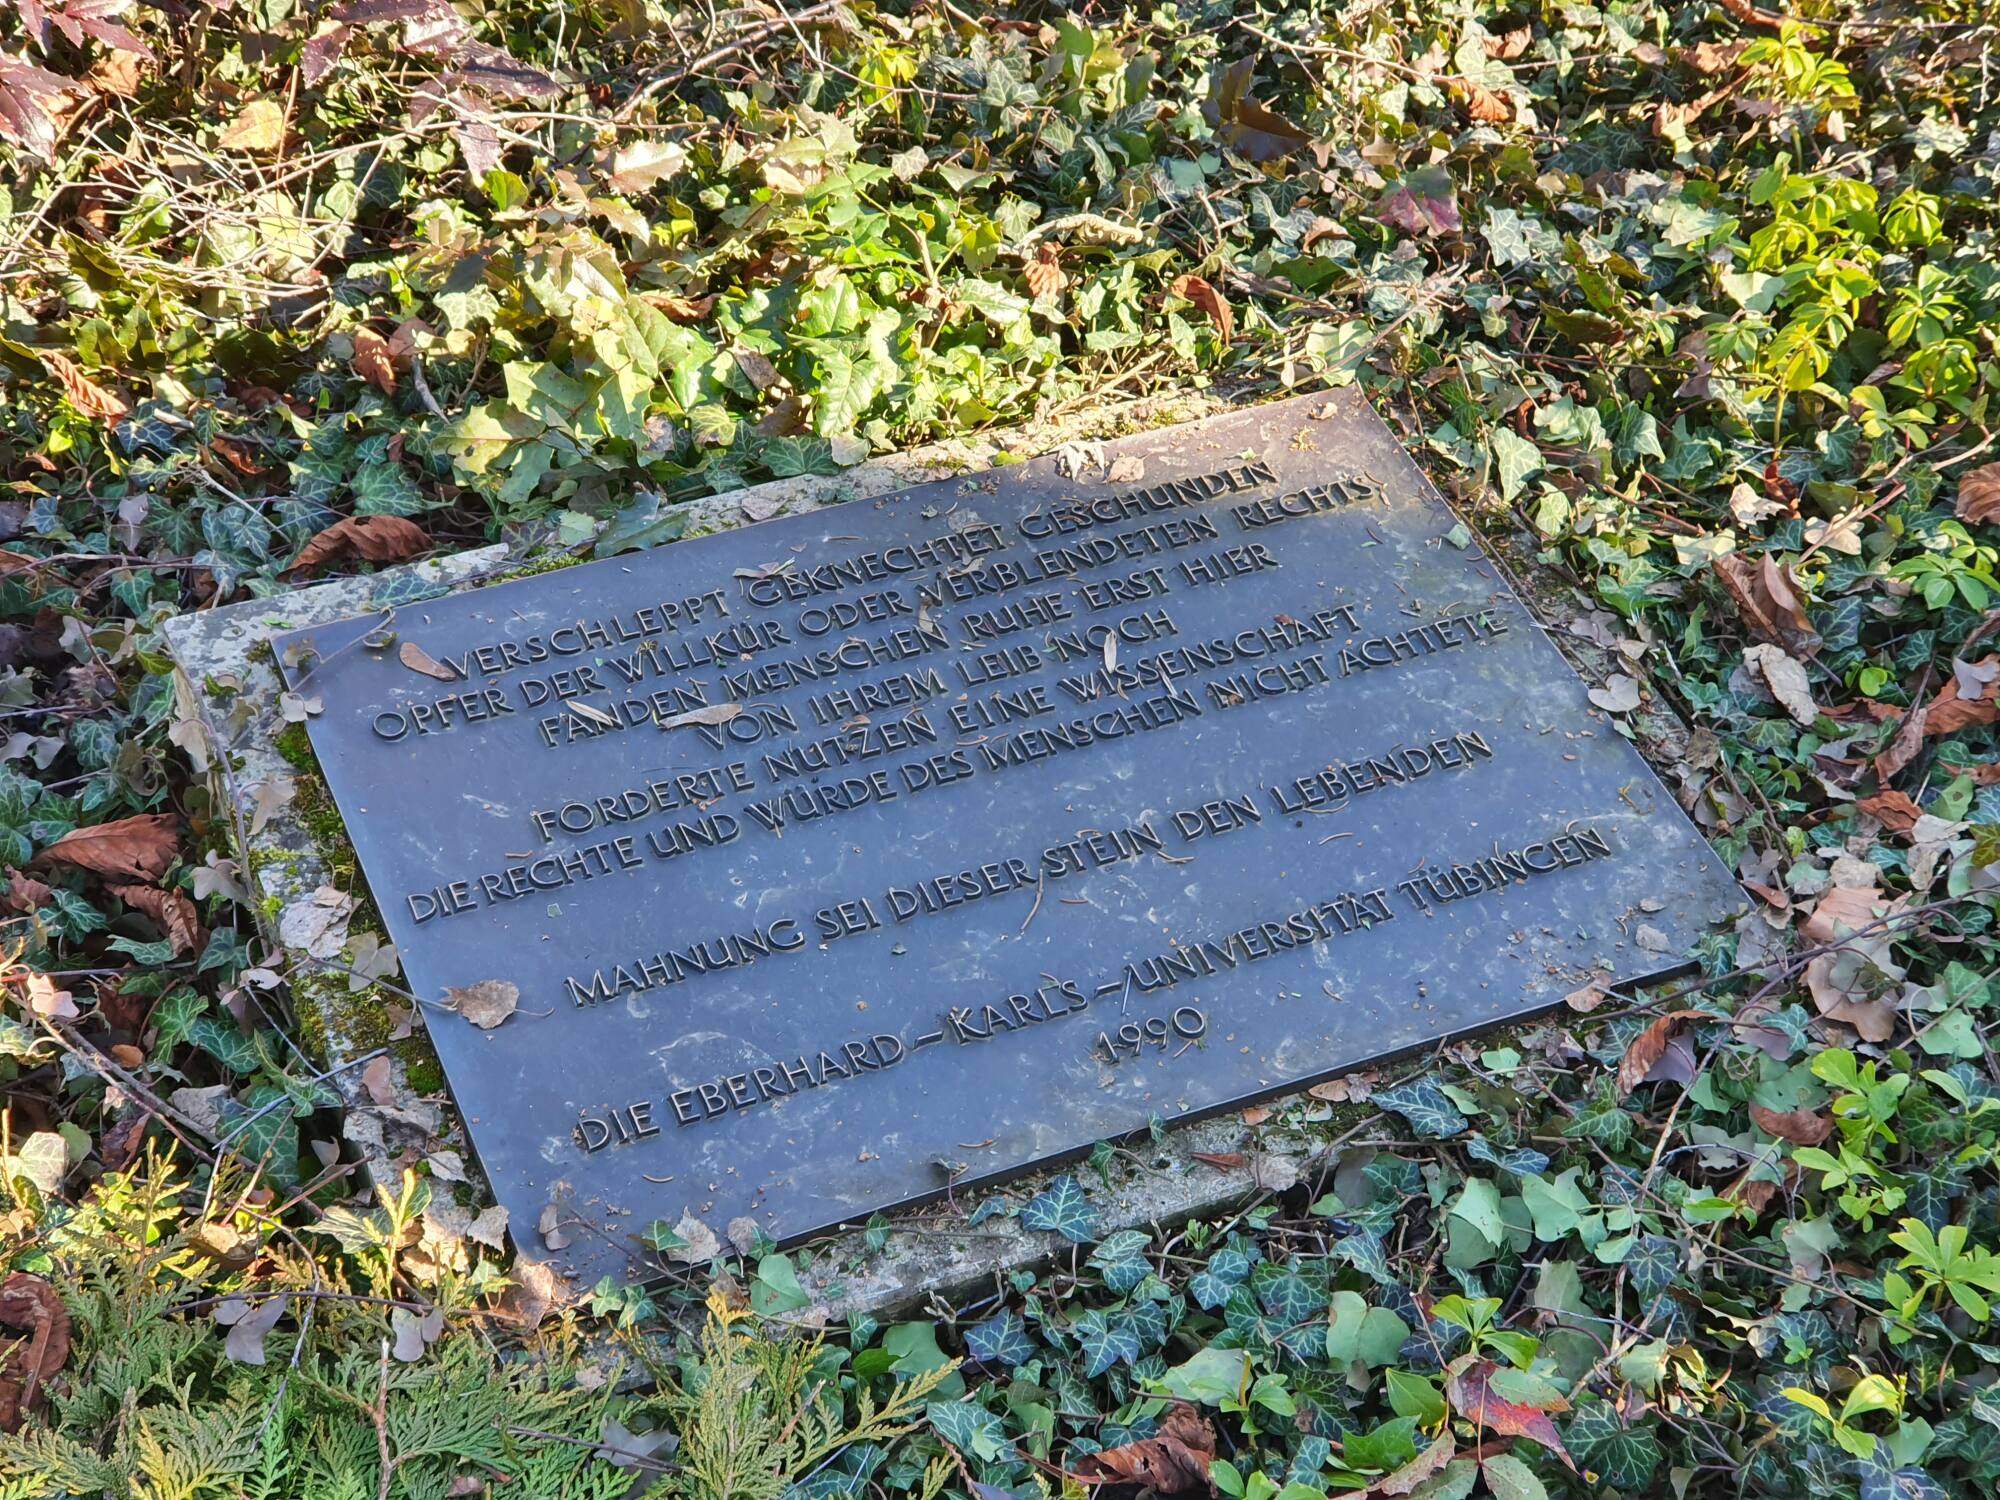 VERSCHLEPPT GEKNECHTET GESCHUNDEN
OPFER DER WILLKÜR ODER VERBLENDETEN RECHTS
FANDEN MENSCHEN RUHE ERST HIER
VON IHREM LEIB NOCH
FORDERTE NUTZEN EINE WISSENSCHAFT
DIE RECHTE UND WÜRDE DES MENSCHEN NICHT ACHTETE
MAHNUNG SEI DIESER STEIN DEN LEBENDEN
DIE EBERHARD-KARLS-UNIVERSITÄT TÜBINGEN
1990